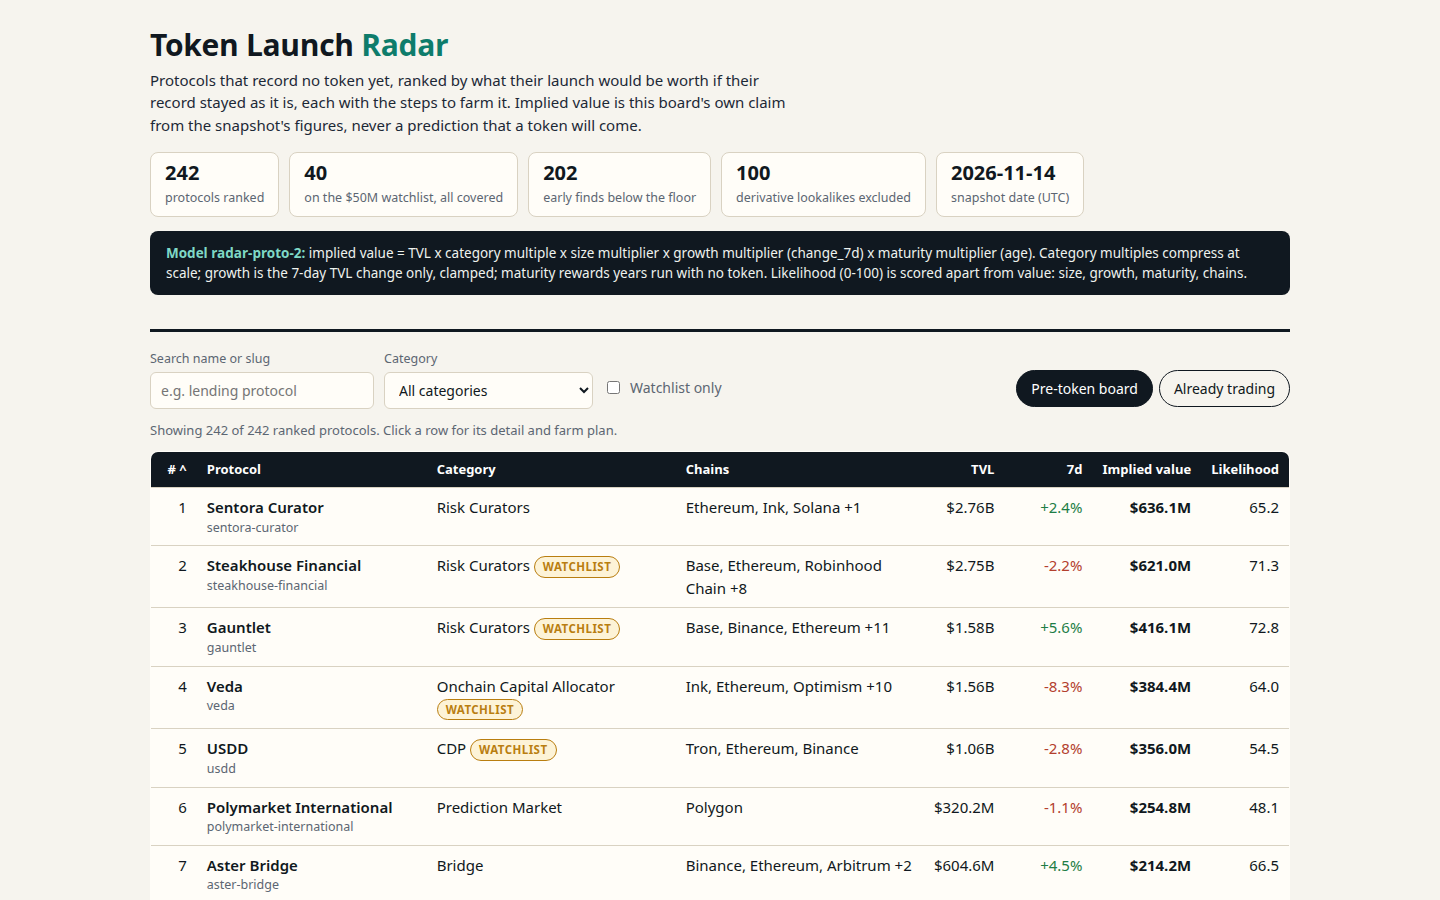 Token Launch Radar
Protocols that record no token yet, ranked by what their launch would be worth if their
record stayed as it is, each with the steps to farm it. Implied value is this board's own claim
from the snapshot's figures, never a prediction that a token will come.
242
protocols ranked
40
on the $50M watchlist, all covered
202
early finds below the floor
100
derivative lookalikes excluded
2026-11-14
snapshot date (UTC)
Model radar-proto-2: implied value = TVL x category multiple x size multiplier x growth multiplier (change_7d) x maturity multiplier (age). Category multiples compress at
scale; growth is the 7-day TVL change only, clamped; maturity rewards years run with no token. Likelihood (0-100) is scored apart from value: size, growth, maturity, chains.
Search name or slug
e.g. lending protocol
Category
All categories
Watchlist only
Pre-token board
Already trading
Showing 242 of 242 ranked protocols. Click a row for its detail and farm plan.
# ^ Protocol Category Chains TVL 7d Implied value Likelihood
1 Sentora Curator Risk Curators Ethereum, Ink, Solana +1 $2.76B +2.4% $636.1M 65.2
sentora-curator
2 Steakhouse Financial Risk Curators WATCHLIST Base, Ethereum, Robinhood $2.75B -2.2% $621.0M 71.3
steakhouse-financial Chain +8
3 Gauntlet Risk Curators WATCHLIST Base, Binance, Ethereum +11 $1.58B +5.6% $416.1M 72.8
gauntlet
4 Veda Onchain Capital Allocator Ink, Ethereum, Optimism +10 $1.56B -8.3% $384.4M 64.0
veda WATCHLIST
5 USDD CDP WATCHLIST Tron, Ethereum, Binance $1.06B -2.8% $356.0M 54.5
usdd
6 Polymarket International Prediction Market Polygon $320.2M -1.1% $254.8M 48.1
polymarket-international
7 Aster Bridge Bridge Binance, Ethereum, Arbitrum +2 $604.6M +4.5% $214.2M 66.5
aster-bridge